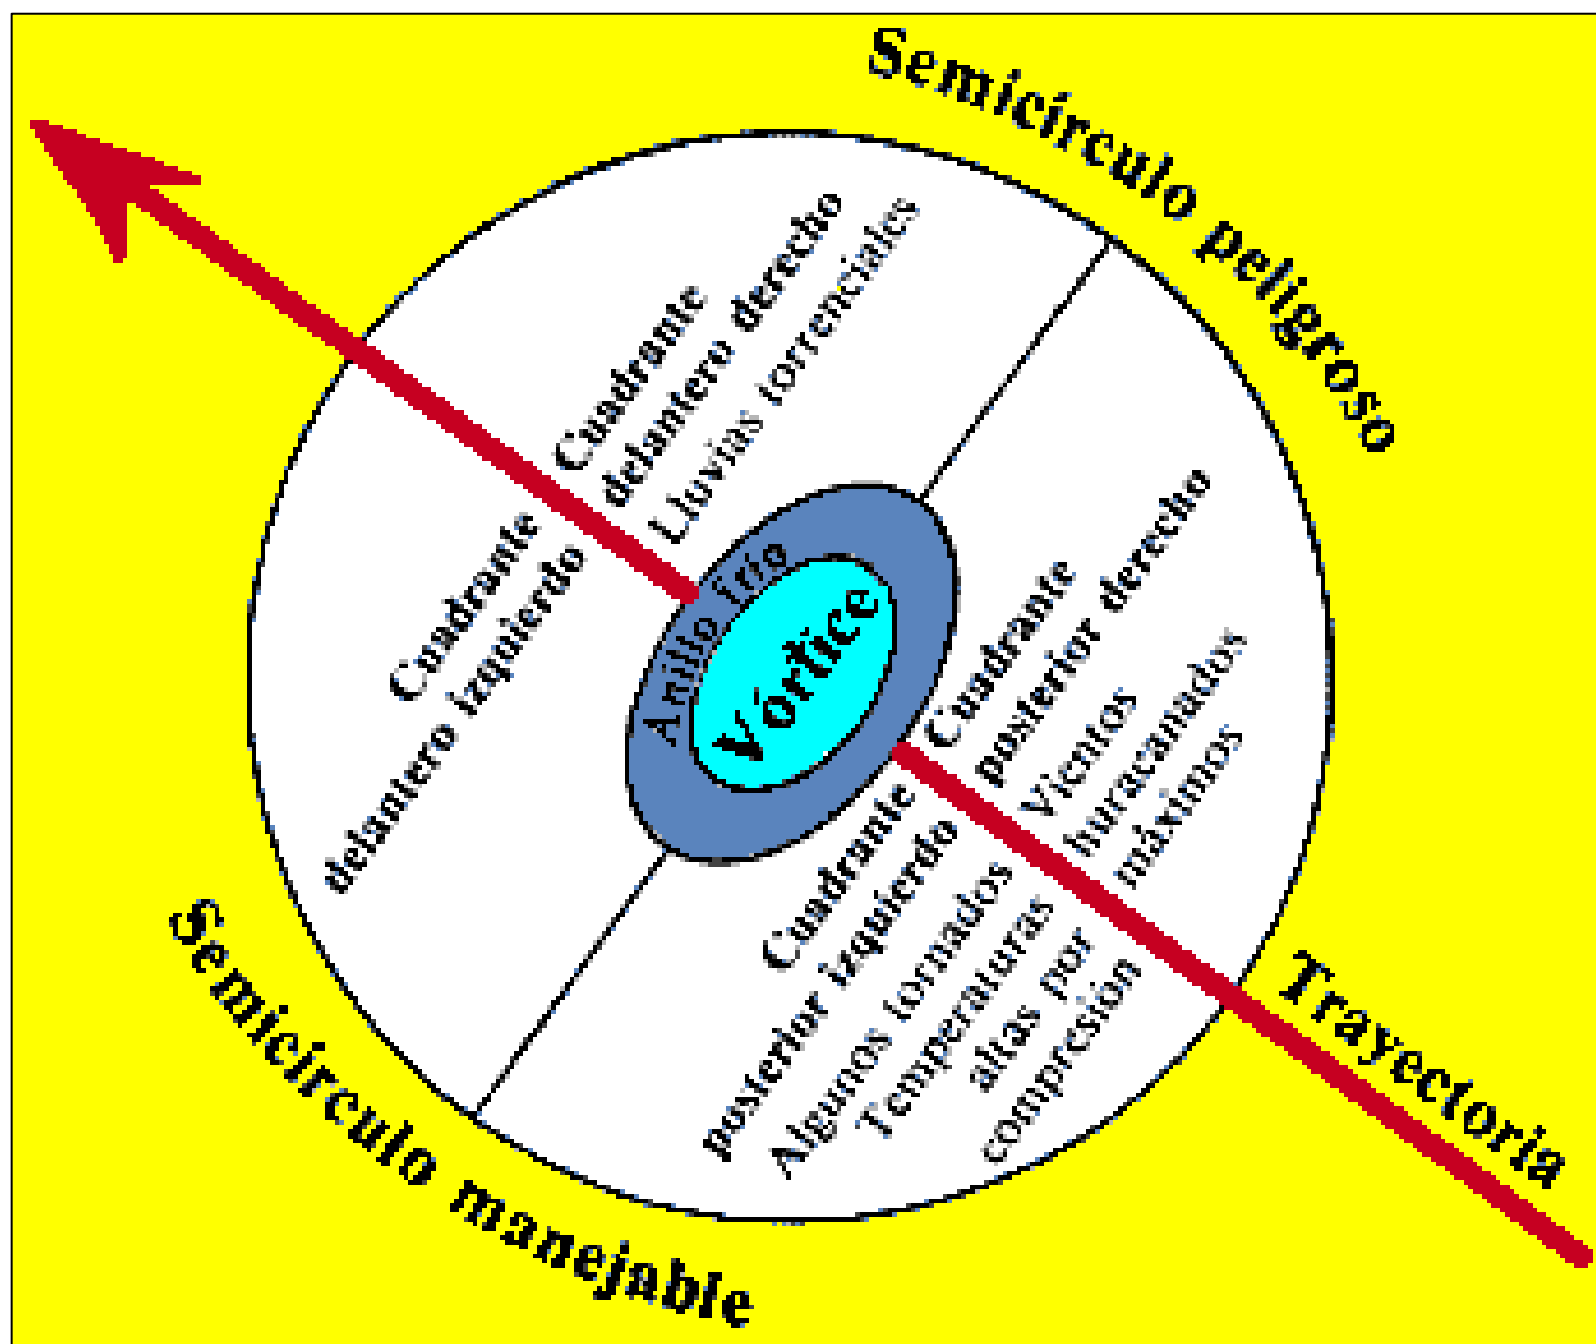 Semicírculo peligroso
Cuadrante
delantero derecho
Lluvias torrenciales
Cuadrante
delantero izquierdo
Anillo frío
Vórtice
Cuadrante
posterior derecho
Vientos
huracanados
máximos
Cuadrante
posterior izquierdo
Algunos tornados
Temperaturas
altas por
compresión
Trayectoria
Semicírculo manejable